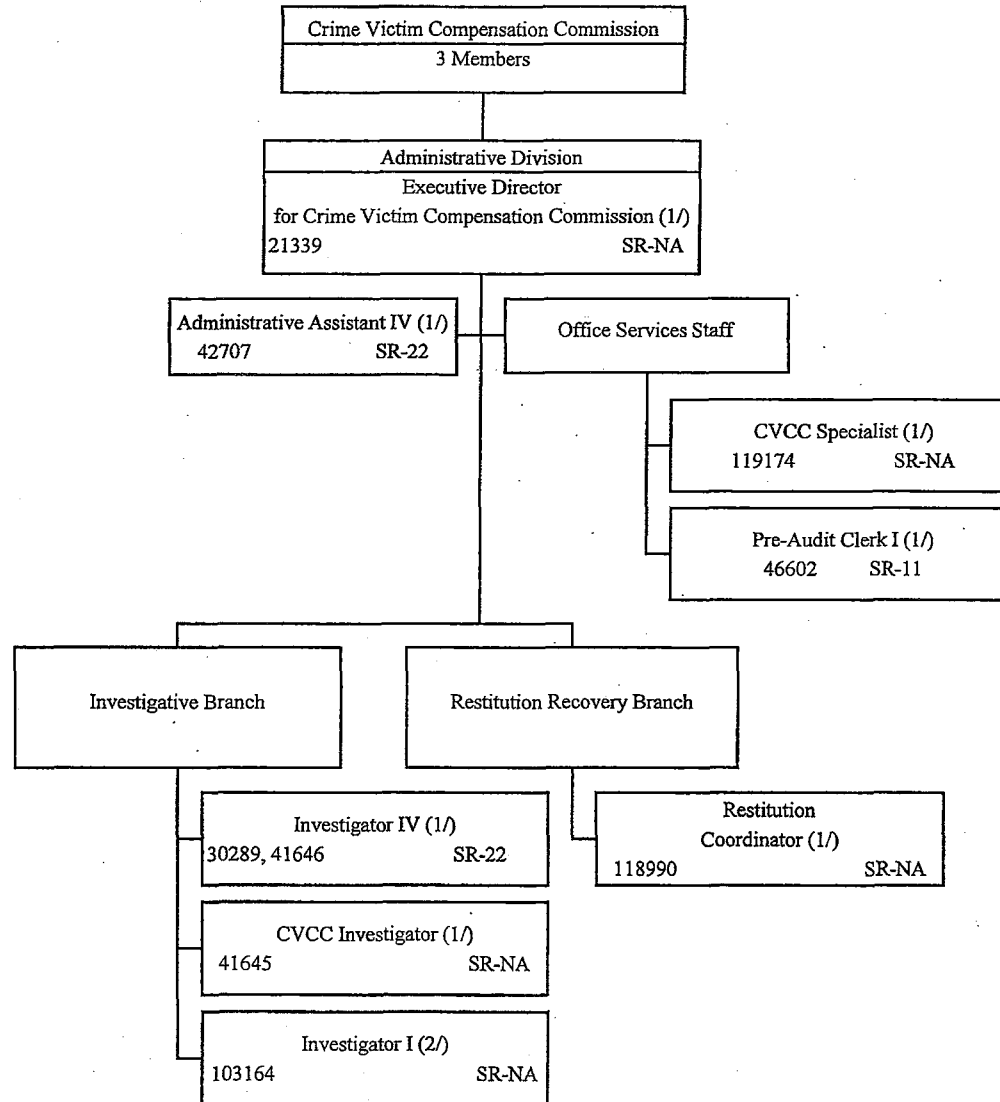 Crime Victim Compensation Commission
3 Members
Administrative Division
Executive Director
for Crime Victim Compensation Commission (1/)
21339 SR-NA
Administrative Assistant IV (1/)
42707 SR-22
Office Services Staff
CVCC Specialist (1/)
119174 SR-NA
Pre-Audit Clerk I (1/)
46602 SR-11
Investigative Branch
Restitution Recovery Branch
Investigator IV (1/)
30289, 41646 SR-22
CVCC Investigator (1/)
41645 SR-NA
Investigator I (2/)
103164 SR-NA
Restitution
Coordinator (1/)
118990 SR-NA